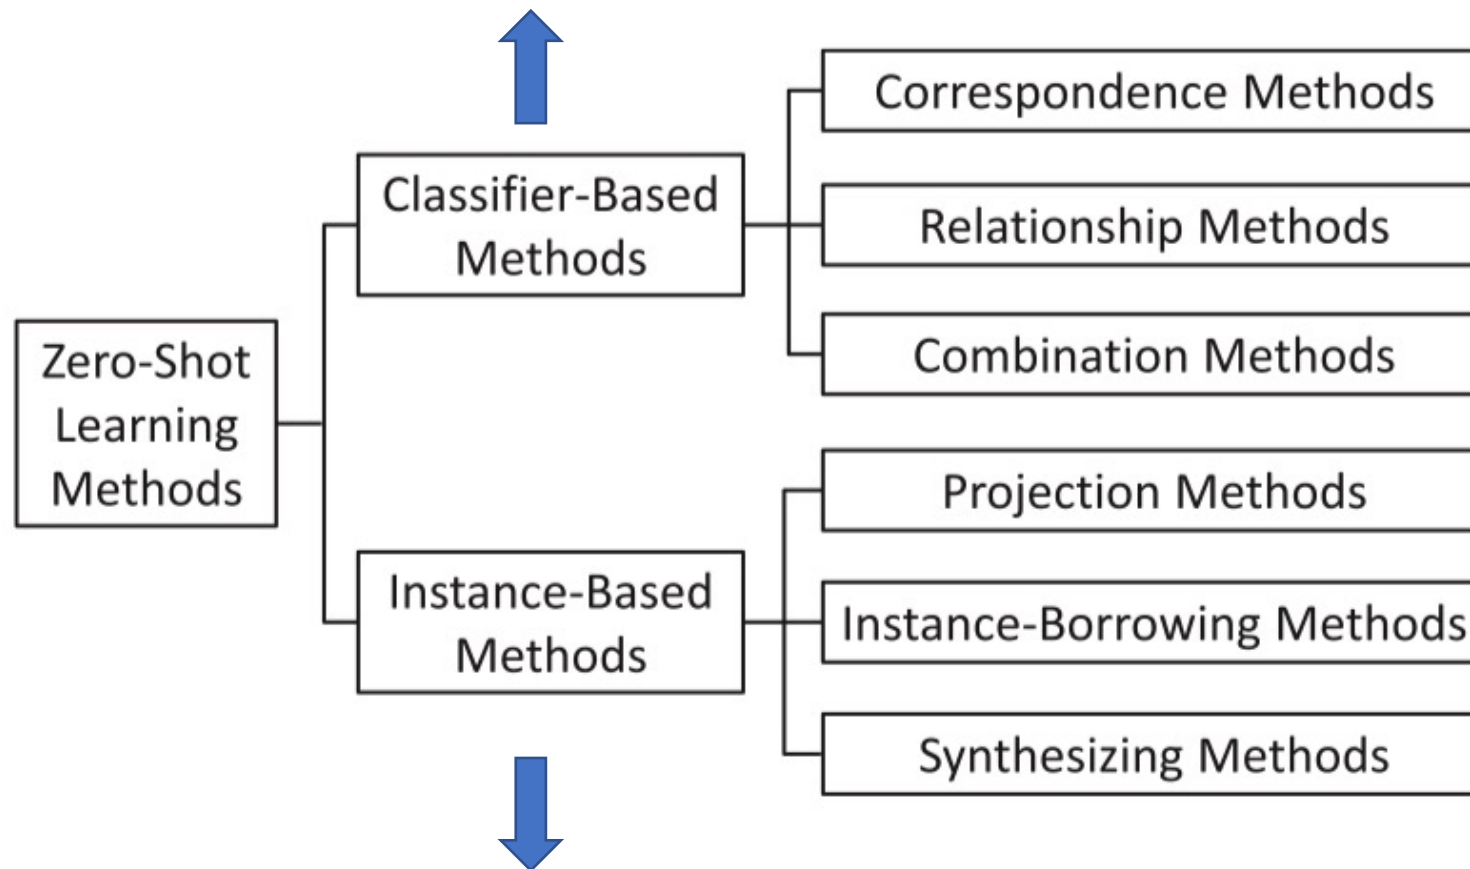 Zero-Shot
Learning
Methods
Classifier-Based
Methods
Correspondence Methods
Relationship Methods
Combination Methods
Instance-Based
Methods
Projection Methods
Instance-Borrowing Methods
Synthesizing Methods